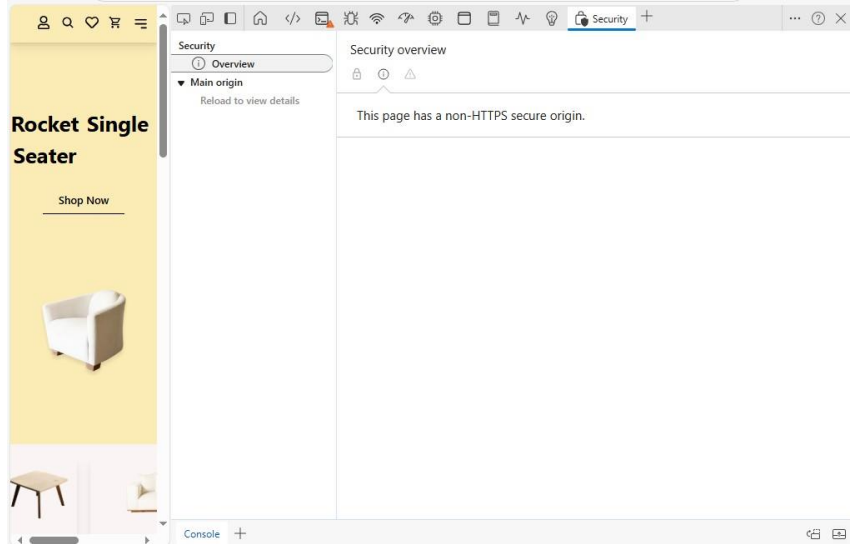 Security
Security
Overview
Main origin
Reload to view details
Security overview
This page has a non-HTTPS secure origin.
Rocket Single
Seater
Shop Now
Console